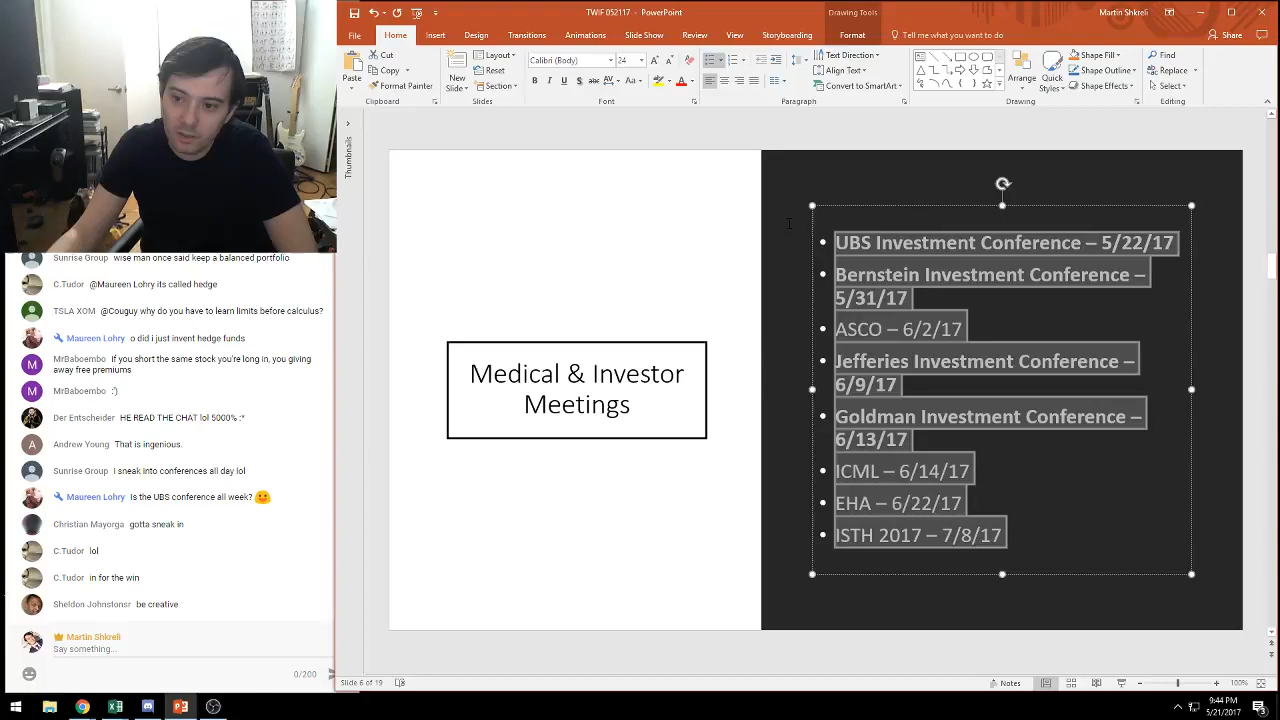 TWIF 052117 - PowerPoint
Drawing Tools
Martin Shkreli
File
Home
Insert
Design
Transitions
Animations
Slide Show
Review
View
Storyboarding
Format
Tell me what you want to do...
Share
Paste
Cut
Copy
Format Painter
Clipboard
New
Slide
Layout
Reset
Section
Slides
Calibri (Body)
24
Font
Text Direction
Align Text
Convert to SmartArt
Paragraph
Arrange
Quick
Styles
Shape Fill
Shape Outline
Shape Effects
Drawing
Find
Replace
Select
Editing
Thumbnails
Medical & Investor
Meetings
• UBS Investment Conference – 5/22/17
• Bernstein Investment Conference –
5/31/17
• ASCO – 6/2/17
• Jefferies Investment Conference –
6/9/17
• Goldman Investment Conference –
6/13/17
• ICML – 6/14/17
• EHA – 6/22/17
• ISTH 2017 – 7/8/17
Sunrise Group wise man once said keep a balanced portfolio
C.Tudor @Maureen Lohry its called hedge
TSLA XOM @Couguy why do you have to learn limits before calculus?
Maureen Lohry o did i just invent hedge funds
MrBaboembo if you short the same stock you're long in, you giving
away free premiums
MrBaboembo :')
Der Entscheider HE READ THE CHAT lol 5000% :*
Andrew Young That is ingenious.
Sunrise Group I sneak into conferences all day lol
Maureen Lohry Is the UBS conference all week?
Christian Mayorga gotta sneak in
C.Tudor lol
C.Tudor in for the win
Sheldon Johnstonsr be creative
Martin Shkreli
Say something...
0/200
Slide 6 of 19
Notes
100%
9:44 PM
5/21/2017